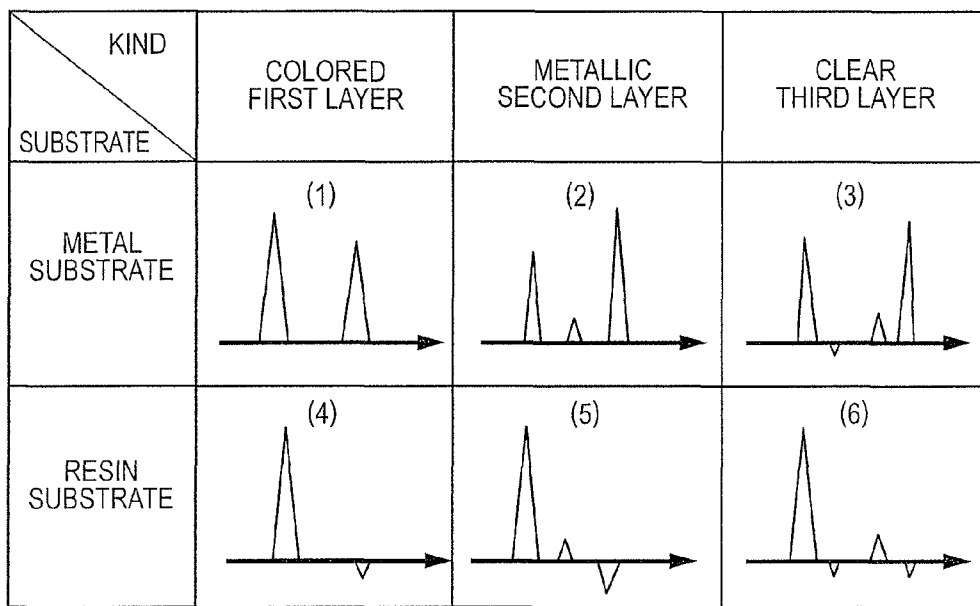 KIND
SUBSTRATE
COLORED
FIRST LAYER
METALLIC
SECOND LAYER
CLEAR
THIRD LAYER
METAL
SUBSTRATE
(1)
(2)
(3)
RESIN
SUBSTRATE
(4)
(5)
(6)